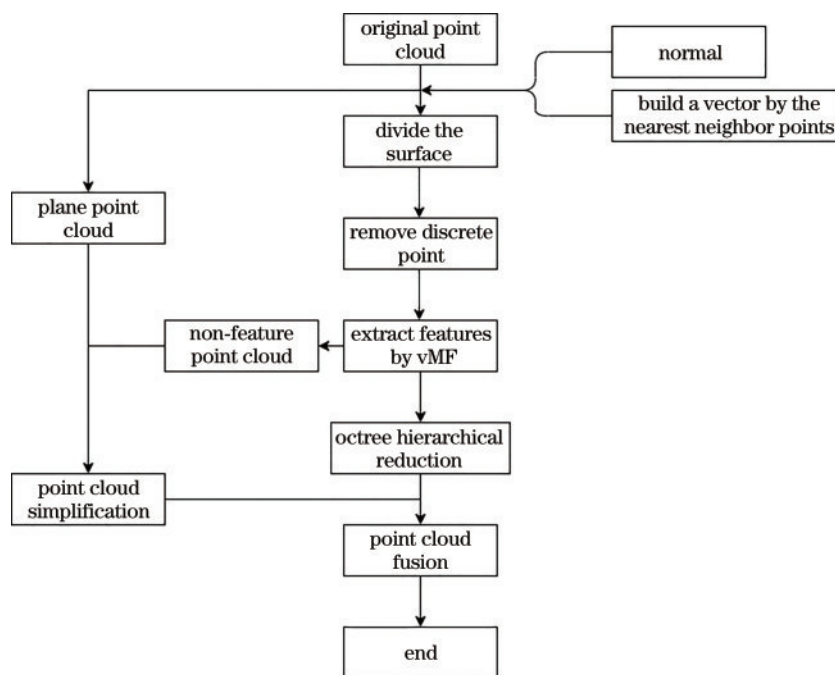 original point
cloud
normal
build a vector by the
nearest neighbor points
divide the
surface
plane point
cloud
remove discrete
point
non-feature
point cloud
extract features
by vMF
octree hierarchical
reduction
point cloud
simplification
point cloud
fusion
end